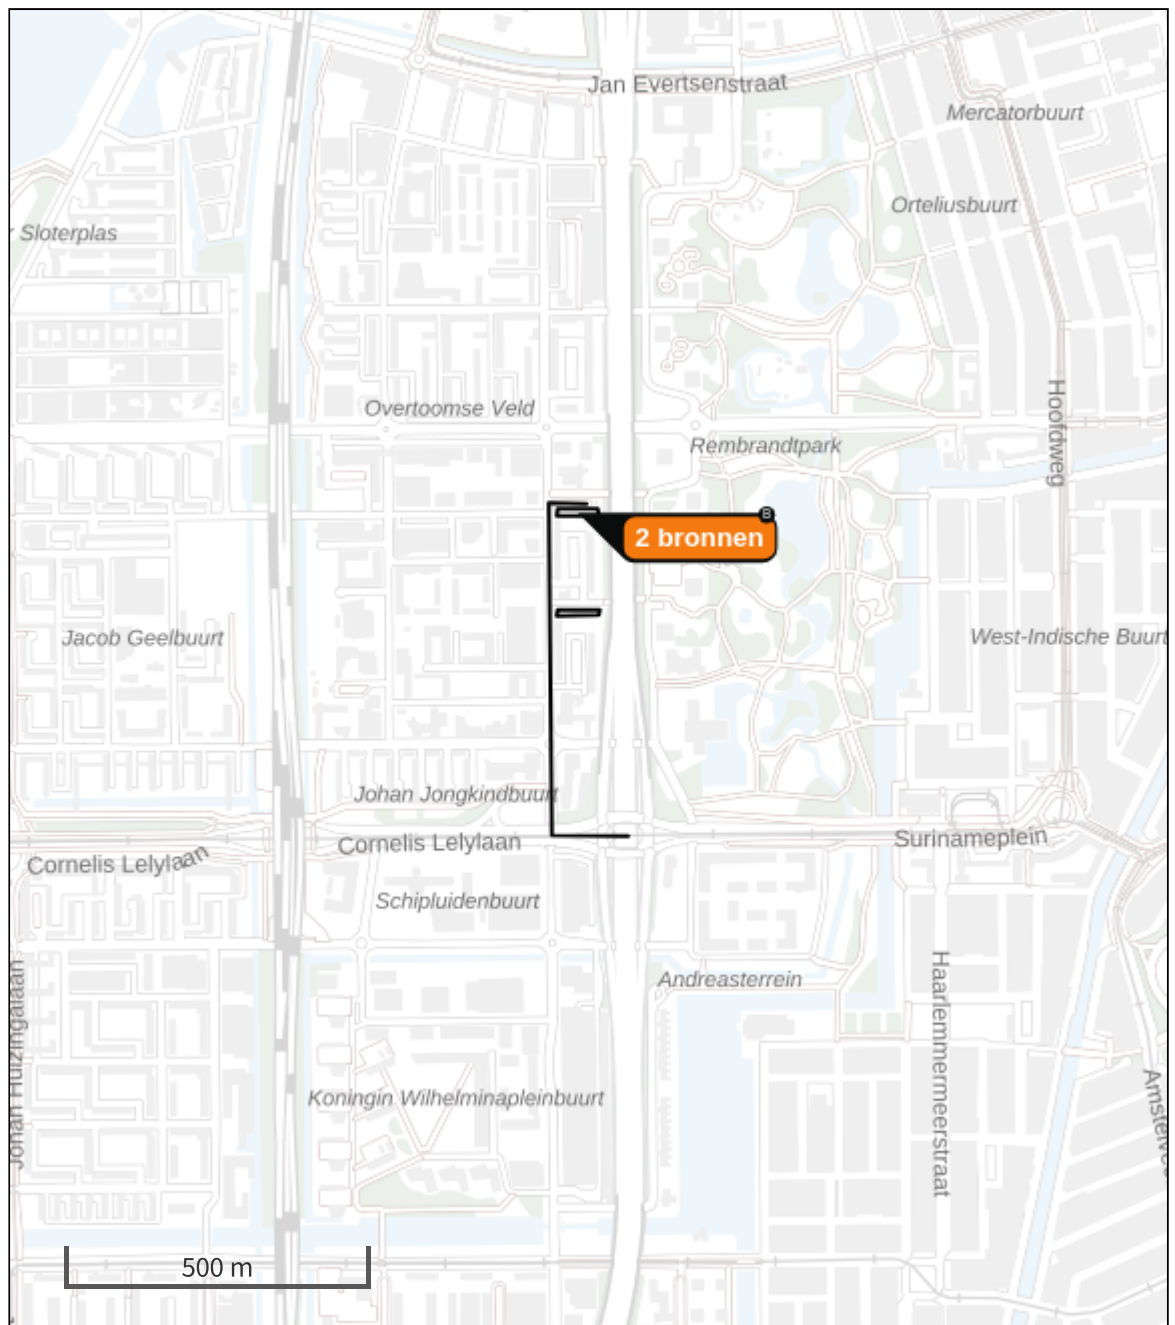 Jan Evertsenstraat
Mercatorbuurt
Orteliusbuurt
Sloterplas
Hoofdweg
Overtoomse Veld
Rembrandtpark
B
2 bronnen
Jacob Geelbuurt
West-Indische Buurt
Johan Jongkindbuurt
Cornelis Lelylaan
Surinameplein
Cornelis Lelylaan
Schipluidenbuurt
Andreasterrein
Haarlemmermeerstraat
Johan Huizingalaan
Koningin Wilhelminapleinbuurt
500 m